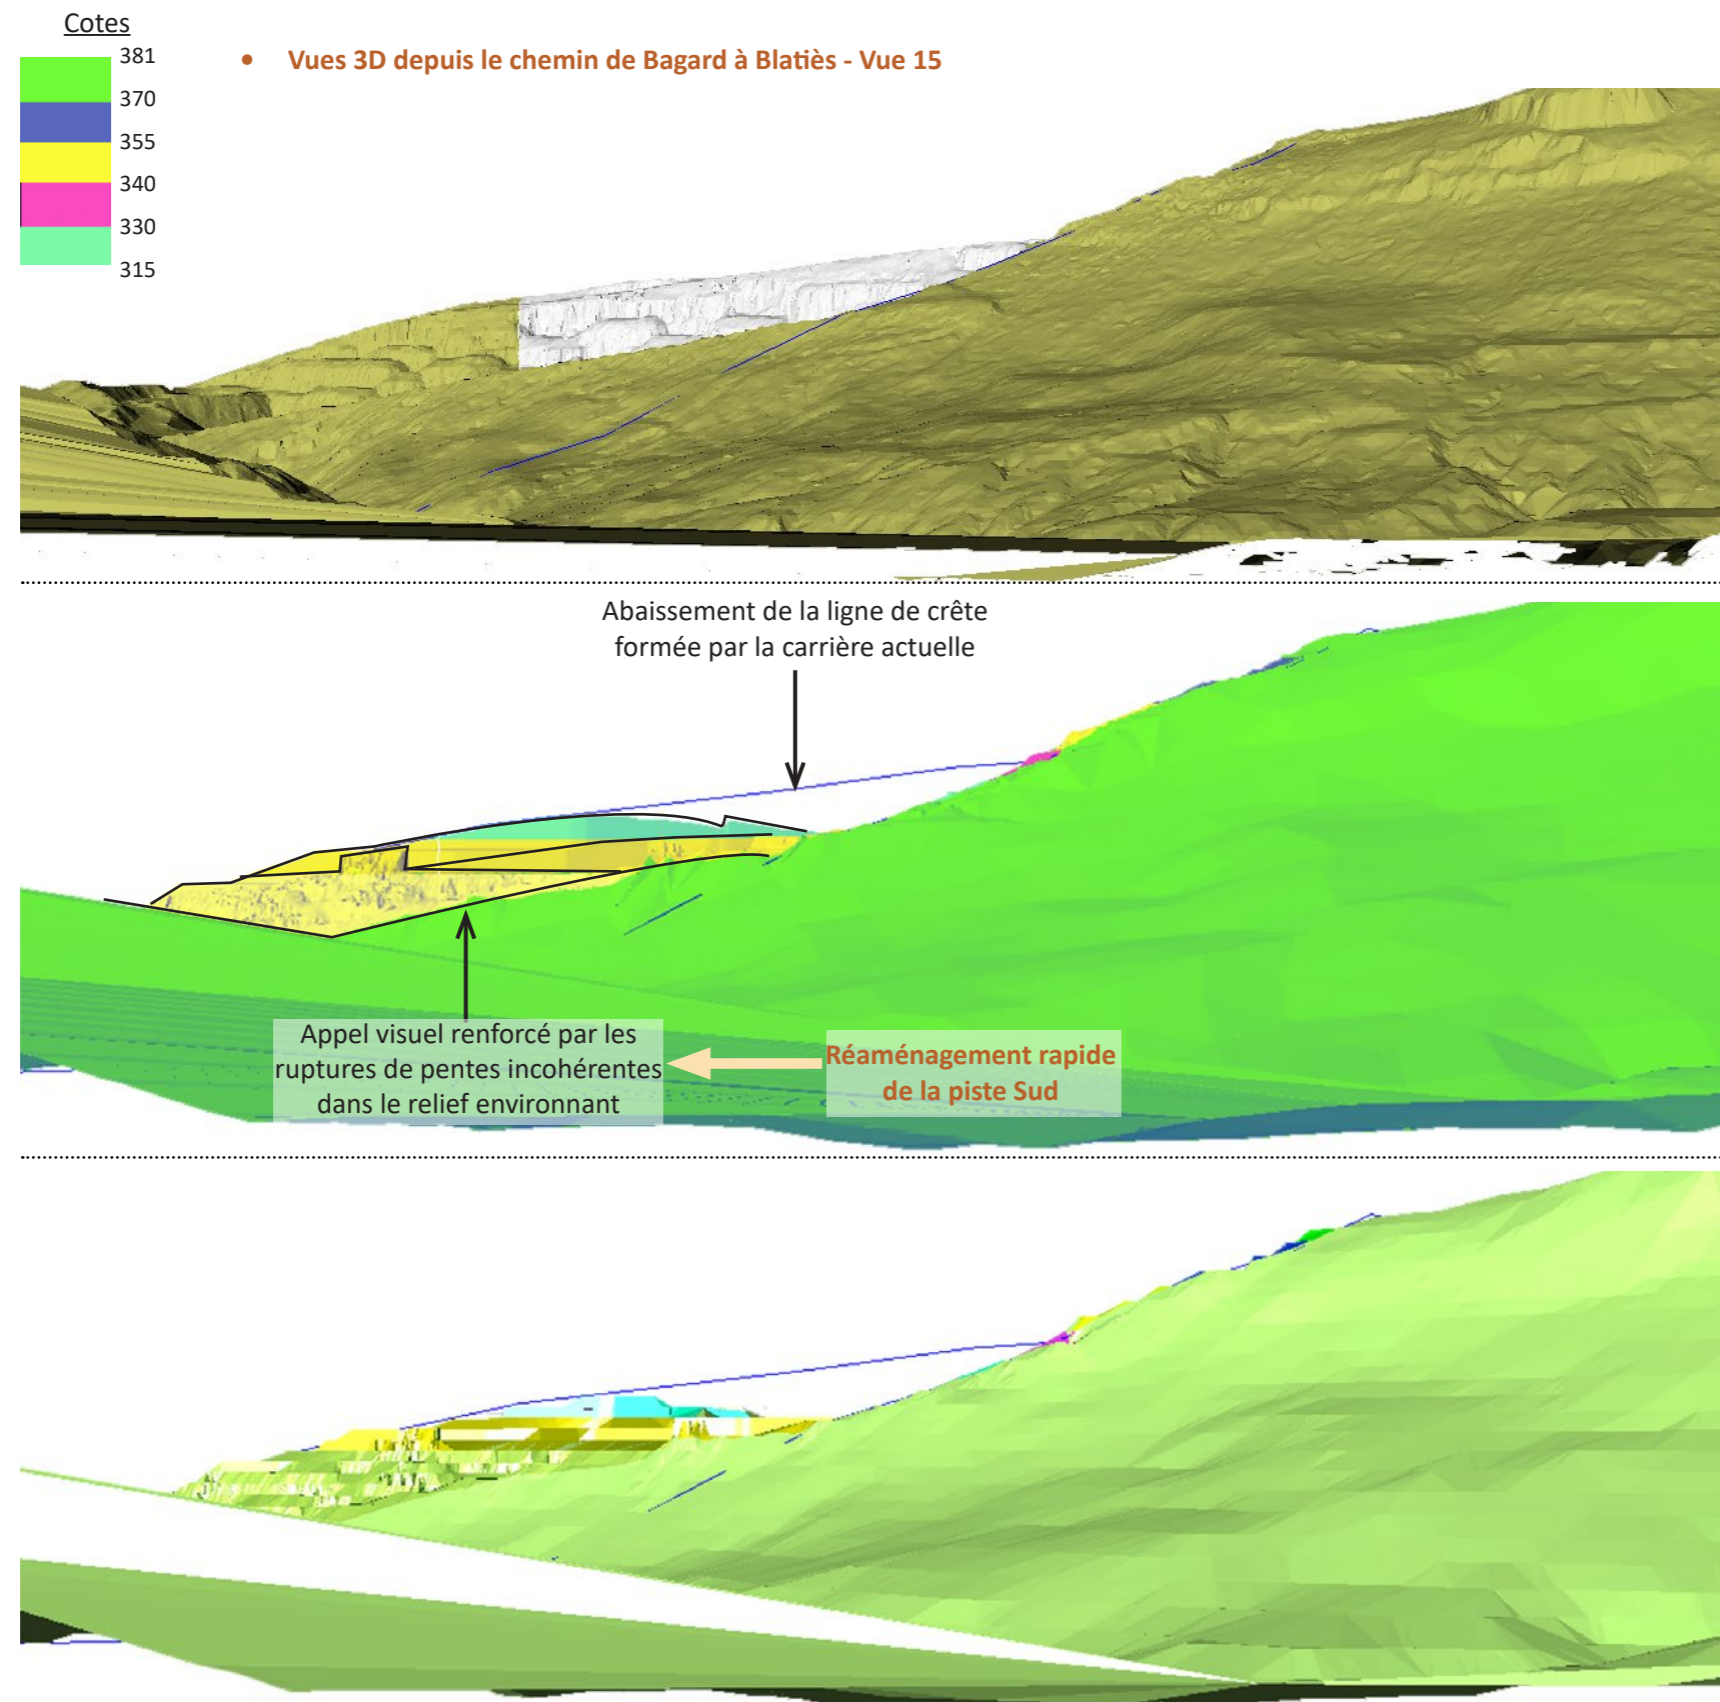 Cotes
381
370
355
340
330
315
• Vues 3D depuis le chemin de Bagard à Blatiès - Vue 15
Abaissement de la ligne de crête
formée par la carrière actuelle
Appel visuel renforcé par les
ruptures de pentes incohérentes
dans le relief environnant
Réaménagement rapide
de la piste Sud